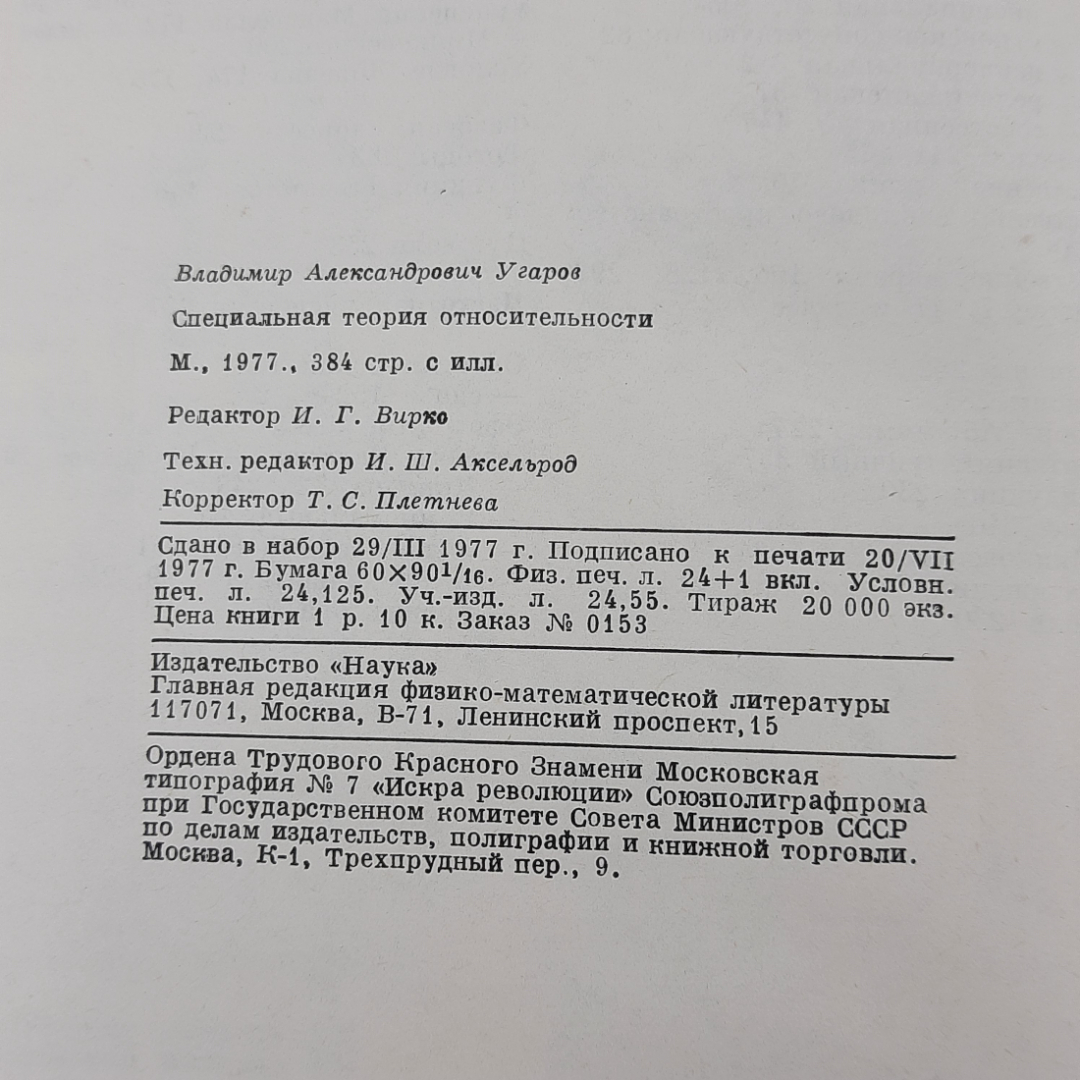 Владимир Александрович Угаров
Специальная теория относительности
М., 1977., 384 стр. с илл.
Редактор И. Г. Вирко
Техн. редактор И. Ш. Аксельрод
Корректор Т. С. Плетнева
Сдано в набор 29/III 1977 г. Подписано к печати 20/VII
1977 г. Бумага 60×90¹/₁₆. Физ. печ. л. 24+1 вкл. Условн.
печ. л. 24,125. Уч.-изд. л. 24,55. Тираж 20 000 экз.
Цена книги 1 р. 10 к. Заказ № 0153
Издательство «Наука»
Главная редакция физико-математической литературы
117071, Москва, В-71, Ленинский проспект, 15
Ордена Трудового Красного Знамени Московская
типография № 7 «Искра революции» Союзполиграфпрома
при Государственном комитете Совета Министров СССР
по делам издательств, полиграфии и книжной торговли.
Москва, К-1, Трехпрудный пер., 9.